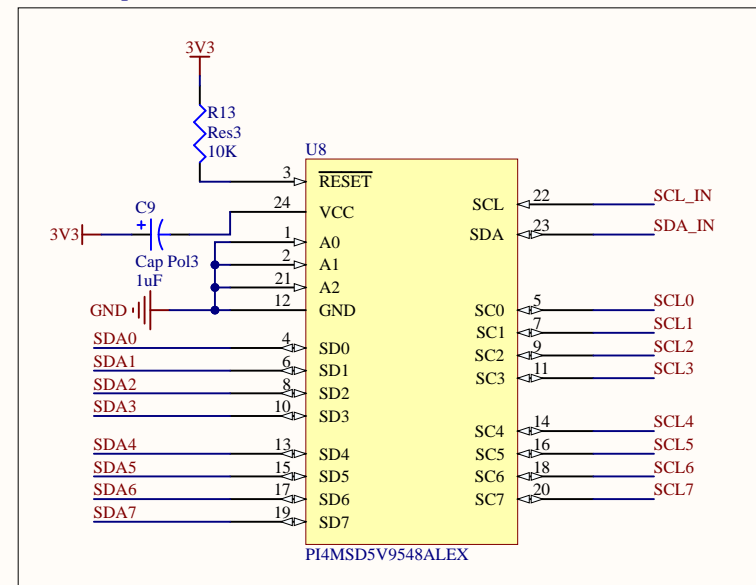 3V3
R13
Res3
10K
U8
3
RESET
24
VCC
C9
+
3V3
Cap Pol3
1uF
1
A0
2
A1
21
A2
GND
12
GND
SDA0
4
SD0
SDA1
6
SD1
SDA2
8
SD2
SDA3
10
SD3
SDA4
13
SD4
SDA5
15
SD5
SDA6
17
SD6
SDA7
19
SD7
SCL
22
SCL_IN
SDA
23
SDA_IN
SC0
5
SCL0
SC1
7
SCL1
SC2
9
SCL2
SC3
11
SCL3
SC4
14
SCL4
SC5
16
SCL5
SC6
18
SCL6
SC7
20
SCL7
PI4MSD5V9548ALEX